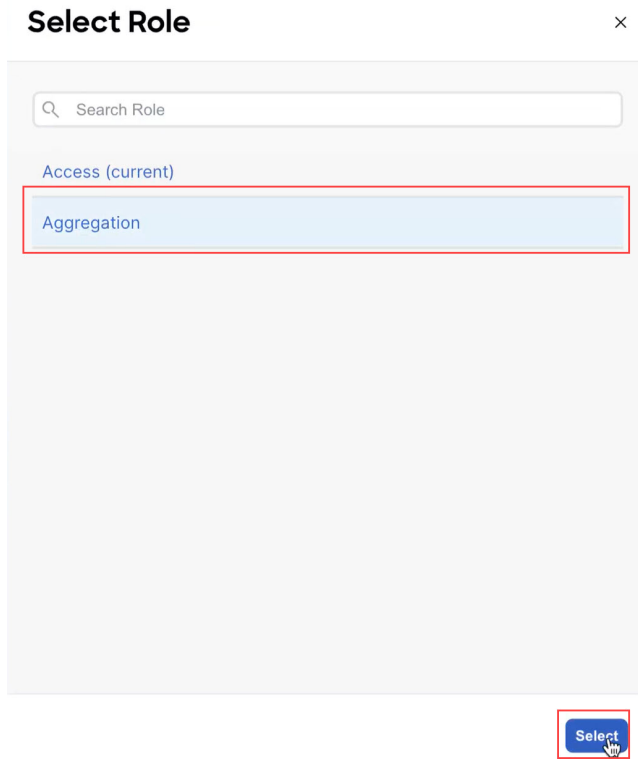 Select Role
Search Role
Access (current)
Aggregation
Select